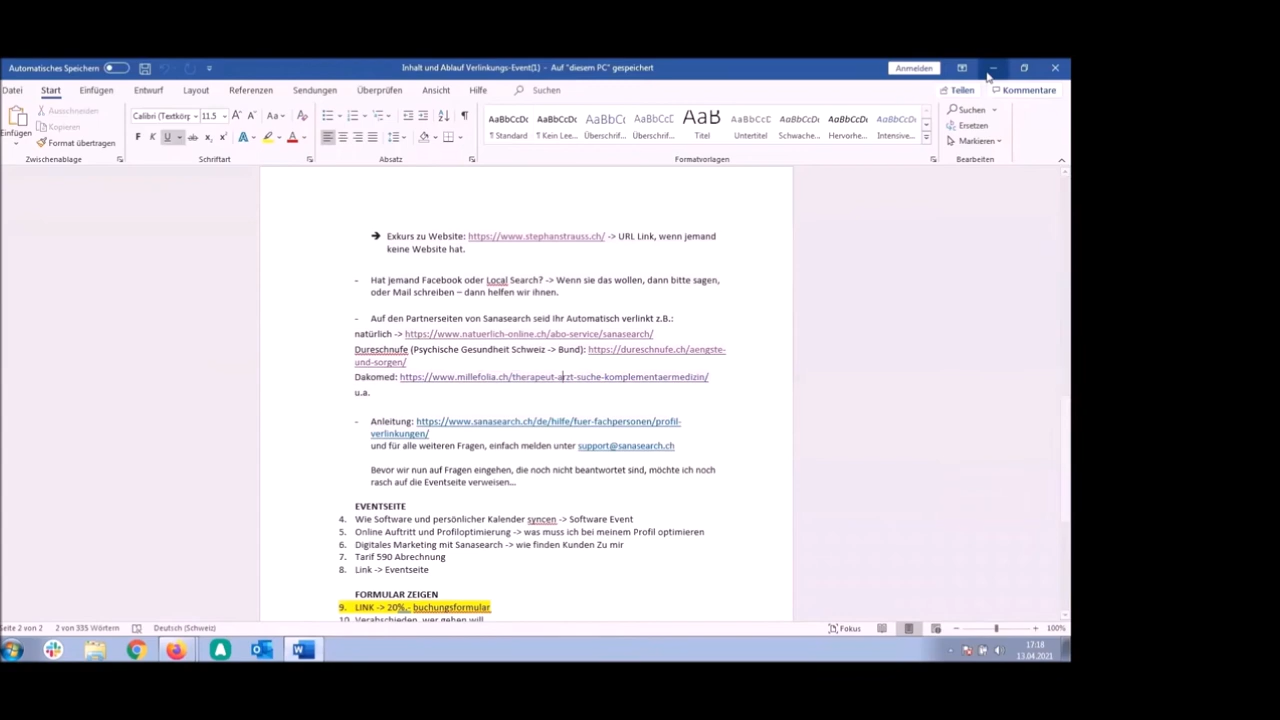 Automatisches Speichern
Inhalt und Ablauf Verlinkungs-Event(1) - Auf "diesem PC" gespeichert
Anmelden
Datei Start Einfügen Entwurf Layout Referenzen Sendungen Überprüfen Ansicht Hilfe Suchen Teilen Kommentare
Einfügen
Ausschneiden
Kopieren
Format übertragen
Zwischenablage
Calibri (Textkörp 11.5
F K U ab x₂ x²
Schriftart
Absatz
AaBbCcDc AaBbCcDc AaBbCc AaBbCcC AaB AaBbCcD AaBbCcDt AaBbCcDt AaBbCcDt
¶ Standard ¶ Kein Lee... Überschrif... Überschrif... Titel Untertitel Schwache... Hervorhe... Intensive...
Formatvorlagen
Suchen
Ersetzen
Markieren
Bearbeiten
➔ Exkurs zu Website: https://www.stephanstrauss.ch/ -> URL Link, wenn jemand
keine Website hat.
- Hat jemand Facebook oder Local Search? -> Wenn sie das wollen, dann bitte sagen,
oder Mail schreiben – dann helfen wir ihnen.
- Auf den Partnerseiten von Sanasearch seid Ihr Automatisch verlinkt z.B.:
natürlich -> https://www.natuerlich-online.ch/abo-service/sanasearch/
Dureschnufe (Psychische Gesundheit Schweiz -> Bund): https://dureschnufe.ch/aengste-
und-sorgen/
Dakomed: https://www.millefolia.ch/therapeut-arzt-suche-komplementaermedizin/
u.a.
- Anleitung: https://www.sanasearch.ch/de/hilfe/fuer-fachpersonen/profil-
verlinkungen/
und für alle weiteren Fragen, einfach melden unter support@sanasearch.ch
Bevor wir nun auf Fragen eingehen, die noch nicht beantwortet sind, möchte ich noch
rasch auf die Eventseite verweisen...
EVENTSEITE
4. Wie Software und persönlicher Kalender syncen -> Software Event
5. Online Auftritt und Profiloptimierung -> was muss ich bei meinem Profil optimieren
6. Digitales Marketing mit Sanasearch -> wie finden Kunden Zu mir
7. Tarif 590 Abrechnung
8. Link -> Eventseite
FORMULAR ZEIGEN
9. LINK -> 20%.- buchungsformular
10. Verabschieden, wer gehen will
Seite 2 von 2 2 von 335 Wörtern Deutsch (Schweiz) Fokus 100%
17:18
13.04.2021